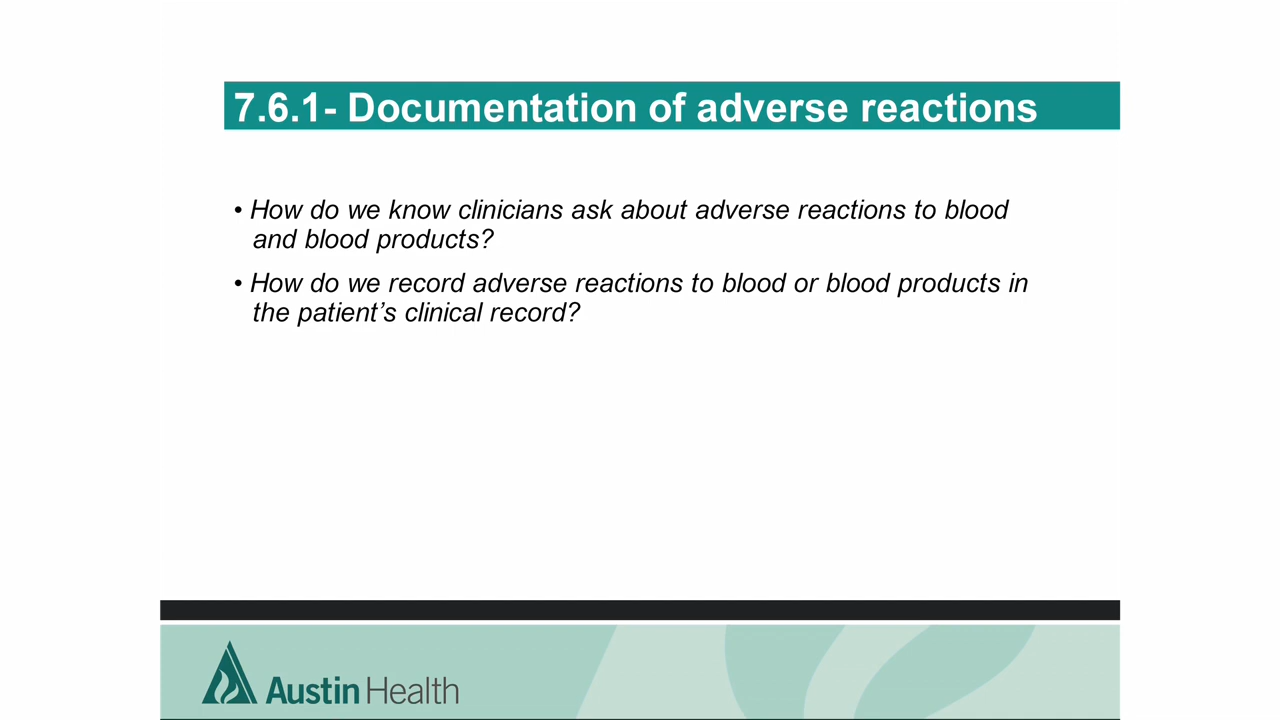 7.6.1- Documentation of adverse reactions
• How do we know clinicians ask about adverse reactions to blood
and blood products?
• How do we record adverse reactions to blood or blood products in
the patient’s clinical record?
Austin Health